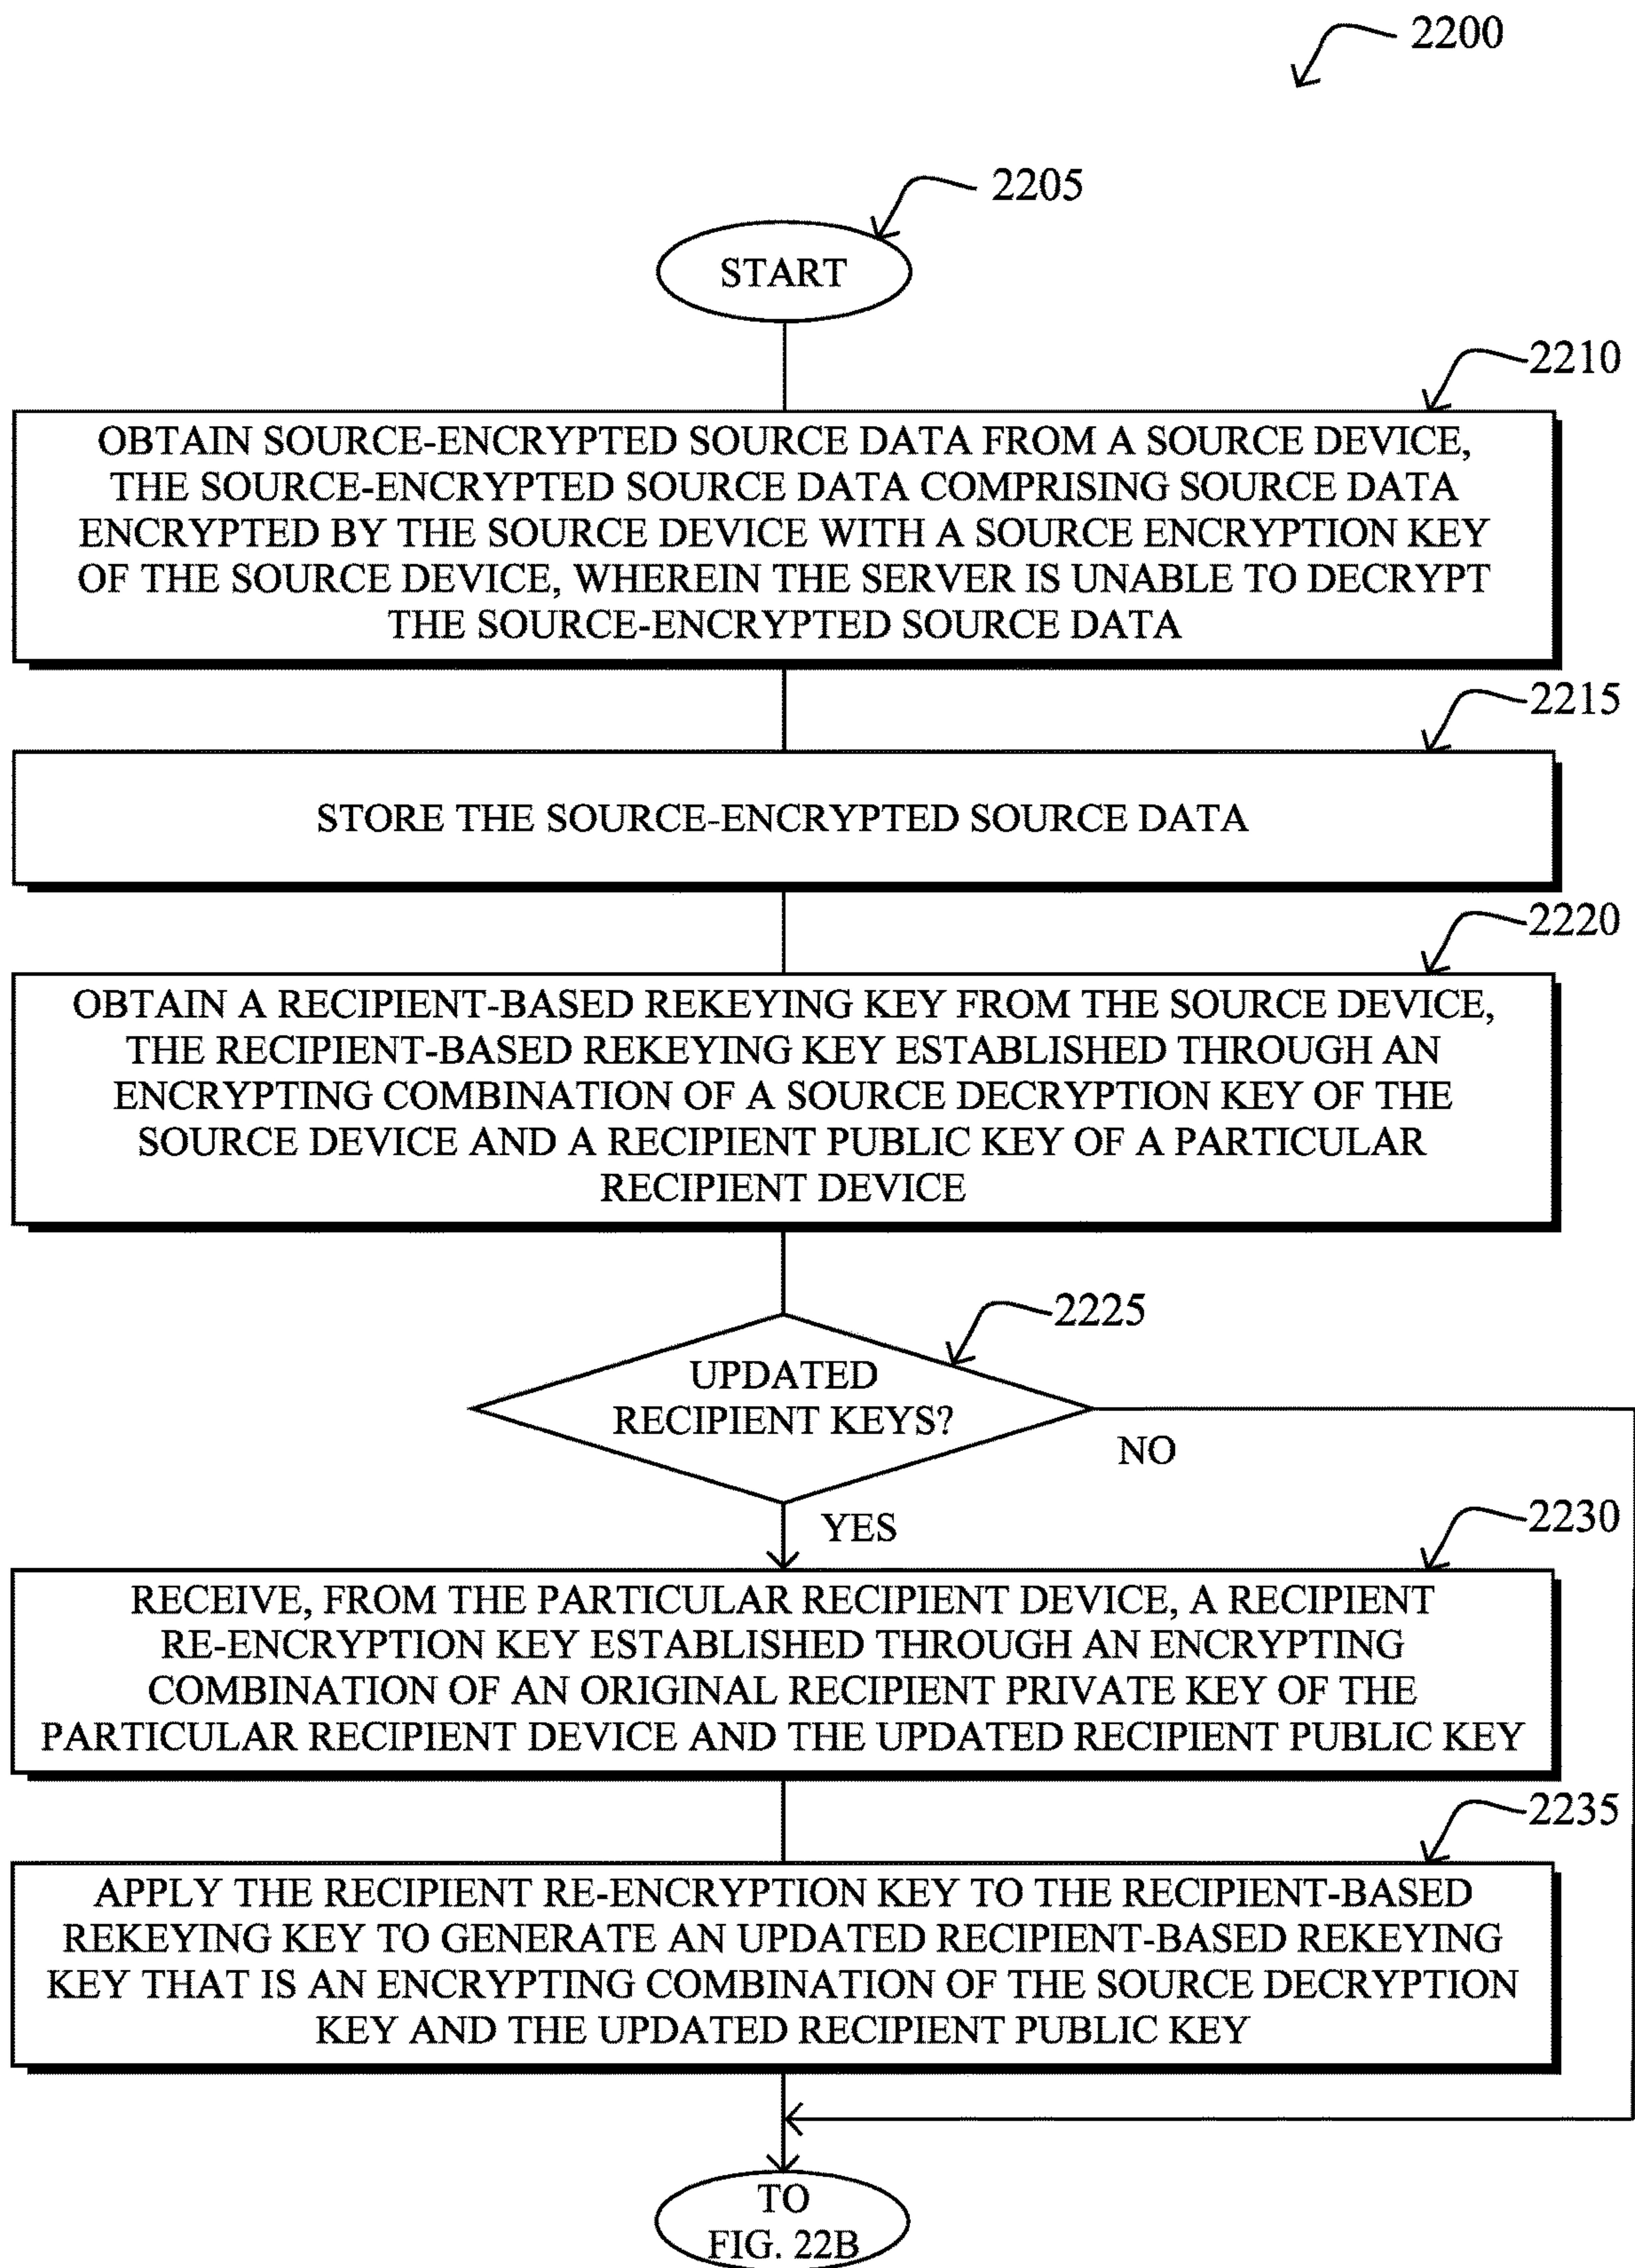 2200
2205
START
2210
OBTAIN SOURCE-ENCRYPTED SOURCE DATA FROM A SOURCE DEVICE,
THE SOURCE-ENCRYPTED SOURCE DATA COMPRISING SOURCE DATA
ENCRYPTED BY THE SOURCE DEVICE WITH A SOURCE ENCRYPTION KEY
OF THE SOURCE DEVICE, WHEREIN THE SERVER IS UNABLE TO DECRYPT
THE SOURCE-ENCRYPTED SOURCE DATA
2215
STORE THE SOURCE-ENCRYPTED SOURCE DATA
2220
OBTAIN A RECIPIENT-BASED REKEYING KEY FROM THE SOURCE DEVICE,
THE RECIPIENT-BASED REKEYING KEY ESTABLISHED THROUGH AN
ENCRYPTING COMBINATION OF A SOURCE DECRYPTION KEY OF THE
SOURCE DEVICE AND A RECIPIENT PUBLIC KEY OF A PARTICULAR
RECIPIENT DEVICE
2225
UPDATED
RECIPIENT KEYS?
NO
YES
2230
RECEIVE, FROM THE PARTICULAR RECIPIENT DEVICE, A RECIPIENT
RE-ENCRYPTION KEY ESTABLISHED THROUGH AN ENCRYPTING
COMBINATION OF AN ORIGINAL RECIPIENT PRIVATE KEY OF THE
PARTICULAR RECIPIENT DEVICE AND THE UPDATED RECIPIENT PUBLIC KEY
2235
APPLY THE RECIPIENT RE-ENCRYPTION KEY TO THE RECIPIENT-BASED
REKEYING KEY TO GENERATE AN UPDATED RECIPIENT-BASED REKEYING
KEY THAT IS AN ENCRYPTING COMBINATION OF THE SOURCE DECRYPTION
KEY AND THE UPDATED RECIPIENT PUBLIC KEY
TO
FIG. 22B